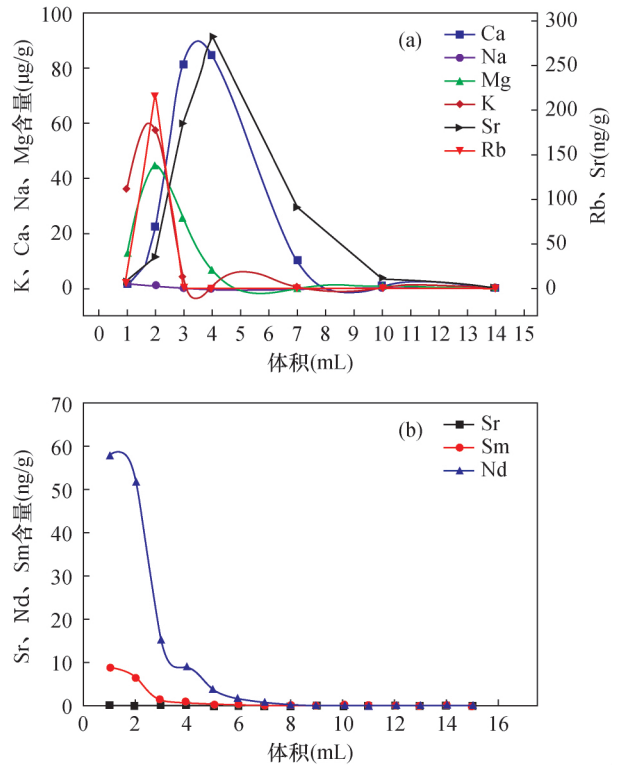 (a)
Ca
Na
Mg
K
Sr
Rb
K、Ca、Na、Mg含量(μg/g)
100
80
60
40
20
0
Rb、Sr(ng/g)
300
250
200
150
100
50
0
0 1 2 3 4 5 6 7 8 9 10 11 12 13 14 15
体积(mL)
(b)
Sr
Sm
Nd
Sr、Nd、Sm含量(ng/g)
70
60
50
40
30
20
10
0
0 2 4 6 8 10 12 14 16
体积(mL)